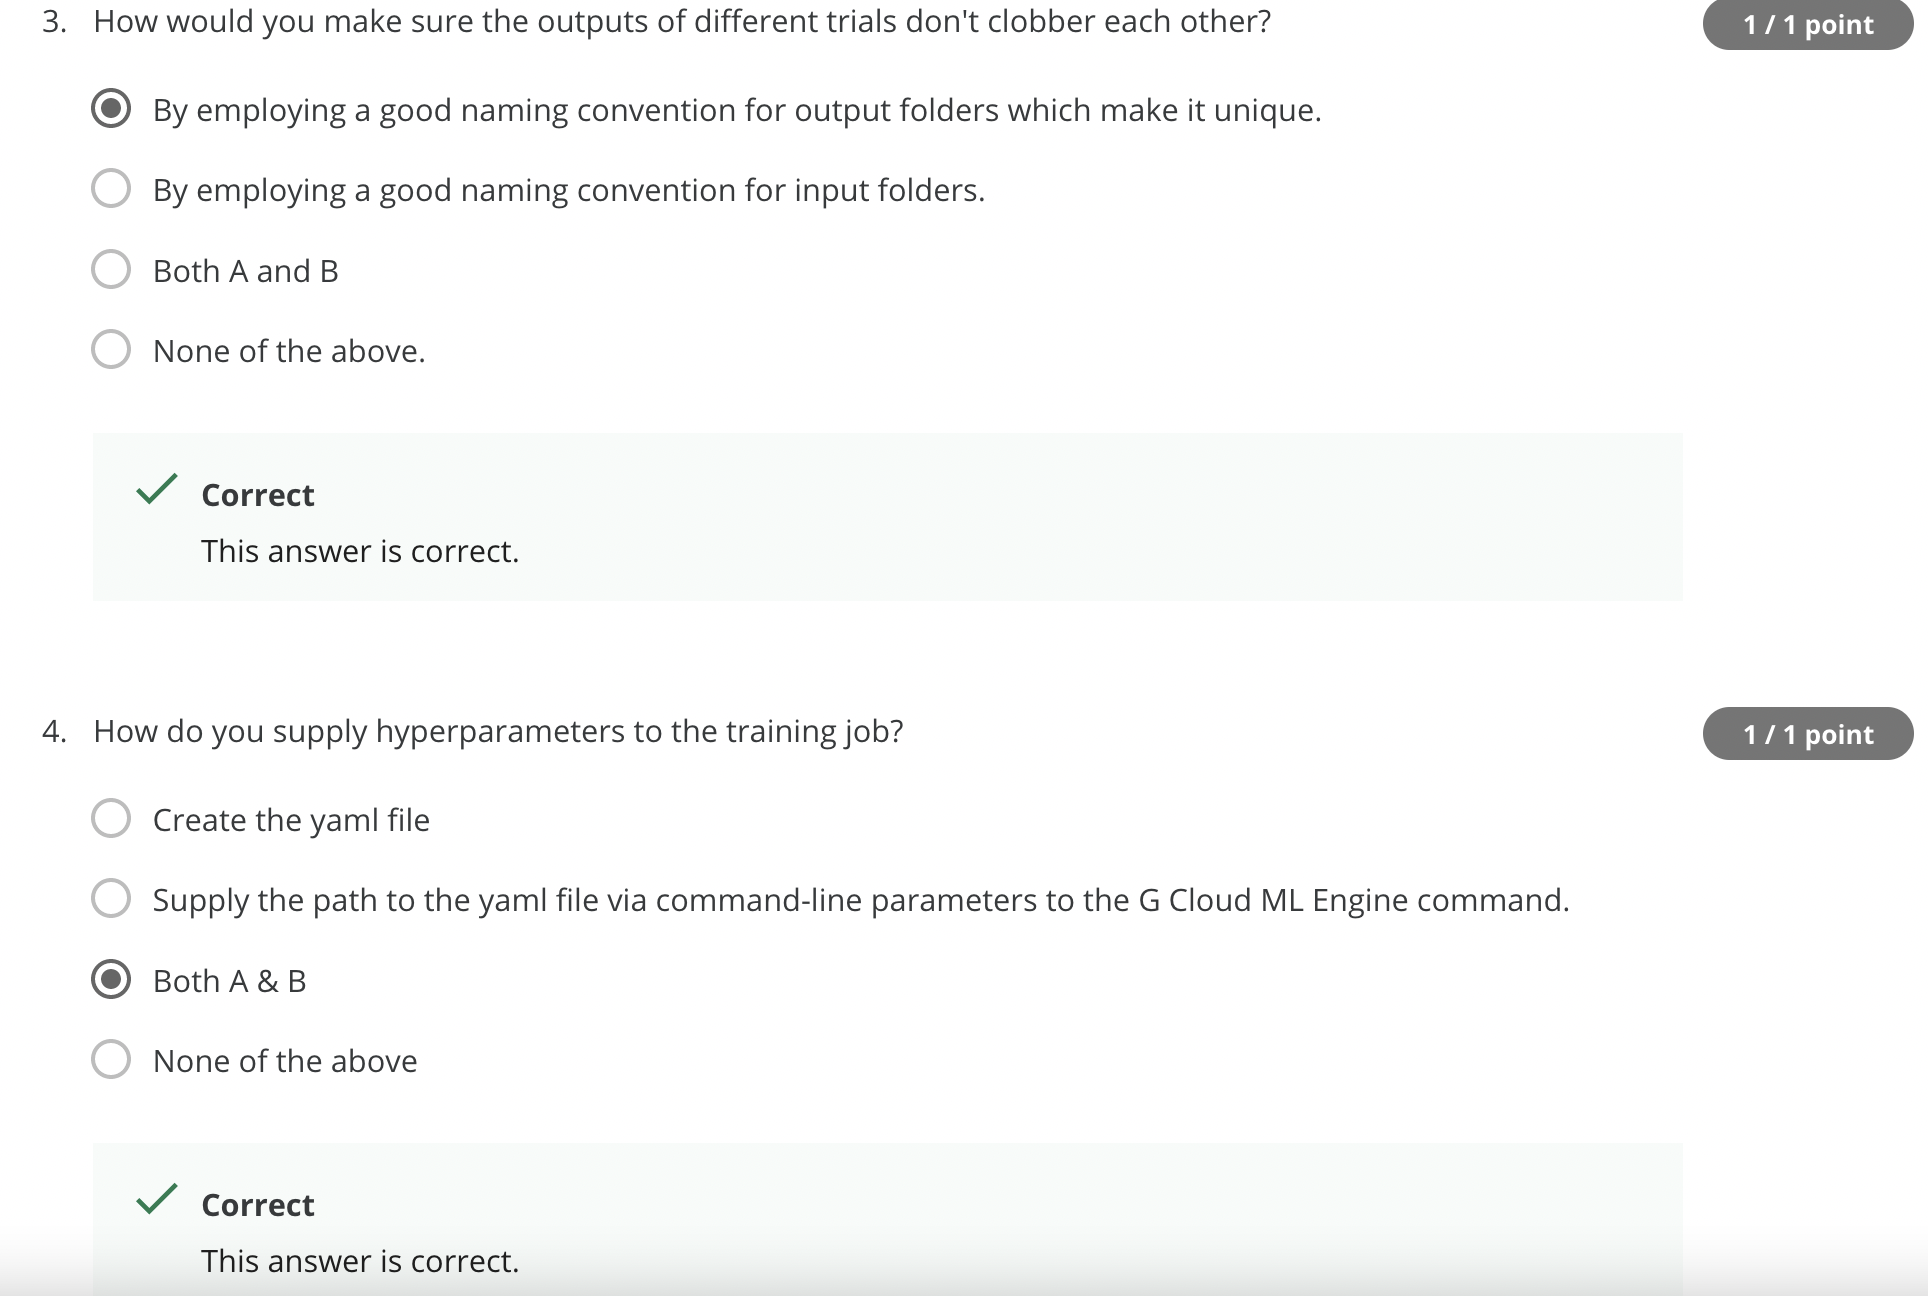 3. How would you make sure the outputs of different trials don't clobber each other?
1 / 1 point
By employing a good naming convention for output folders which make it unique.
By employing a good naming convention for input folders.
Both A and B
None of the above.
Correct
This answer is correct.
4. How do you supply hyperparameters to the training job?
1 / 1 point
Create the yaml file
Supply the path to the yaml file via command-line parameters to the G Cloud ML Engine command.
Both A & B
None of the above
Correct
This answer is correct.